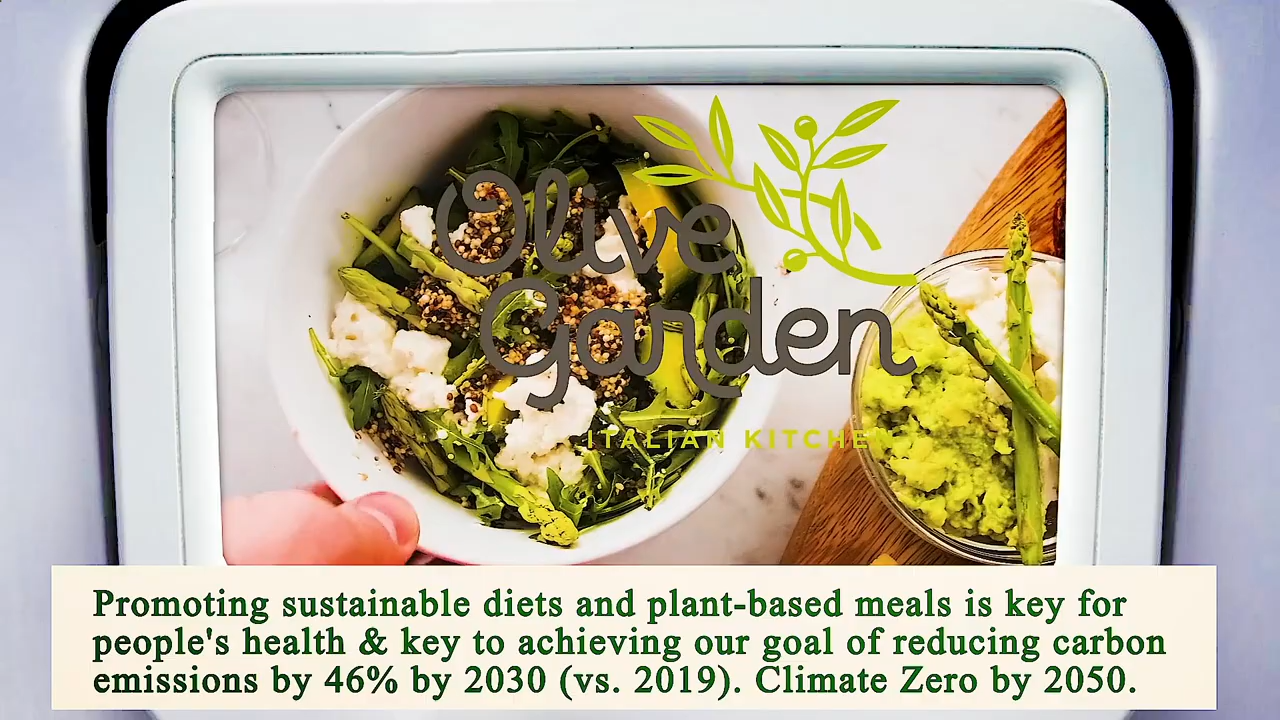 Olive
Garden
ITALIAN KITCHEN
Promoting sustainable diets and plant-based meals is key for
people's health & key to achieving our goal of reducing carbon
emissions by 46% by 2030 (vs. 2019). Climate Zero by 2050.